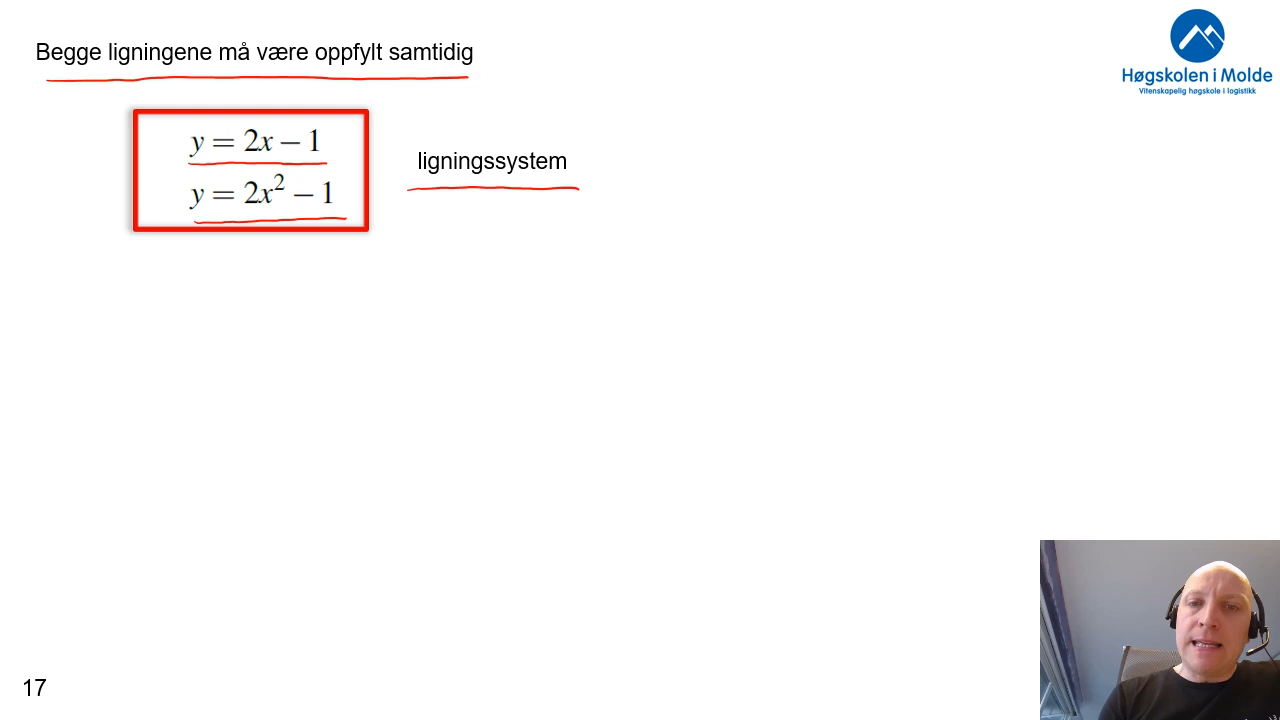 Begge ligningene må være oppfylt samtidig
Høgskolen i Molde
Vitenskapelig høgskole i logistikk
y = 2x − 1
y = 2x² − 1
ligningssystem
17